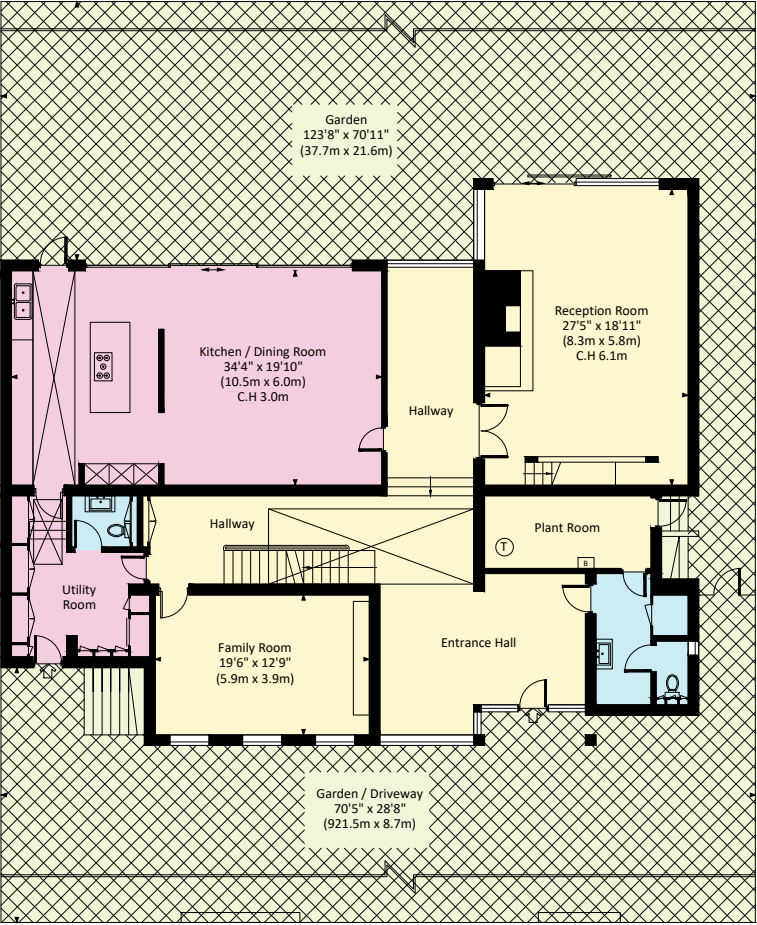 Garden
123'8" x 70'11"
(37.7m x 21.6m)
Reception Room
27'5" x 18'11"
(8.3m x 5.8m)
C.H 6.1m
Kitchen / Dining Room
34'4" x 19'10"
(10.5m x 6.0m)
C.H 3.0m
Hallway
Hallway
Plant Room
T
B
Utility
Room
Family Room
19'6" x 12'9"
(5.9m x 3.9m)
Entrance Hall
Garden / Driveway
70'5" x 28'8"
(921.5m x 8.7m)